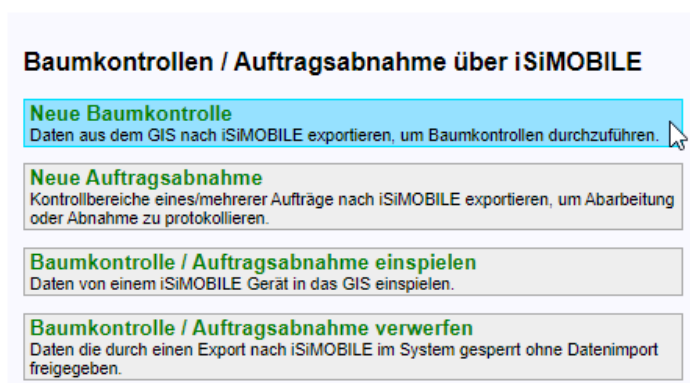 Baumkontrollen / Auftragsabnahme über iSiMOBILE
Neue Baumkontrolle
Daten aus dem GIS nach iSiMOBILE exportieren, um Baumkontrollen durchzuführen.
Neue Auftragsabnahme
Kontrollbereiche eines/mehrerer Aufträge nach iSiMOBILE exportieren, um Abarbeitung
oder Abnahme zu protokollieren.
Baumkontrolle / Auftragsabnahme einspielen
Daten von einem iSiMOBILE Gerät in das GIS einspielen.
Baumkontrolle / Auftragsabnahme verwerfen
Daten die durch einen Export nach iSiMOBILE im System gesperrt ohne Datenimport
freigegeben.